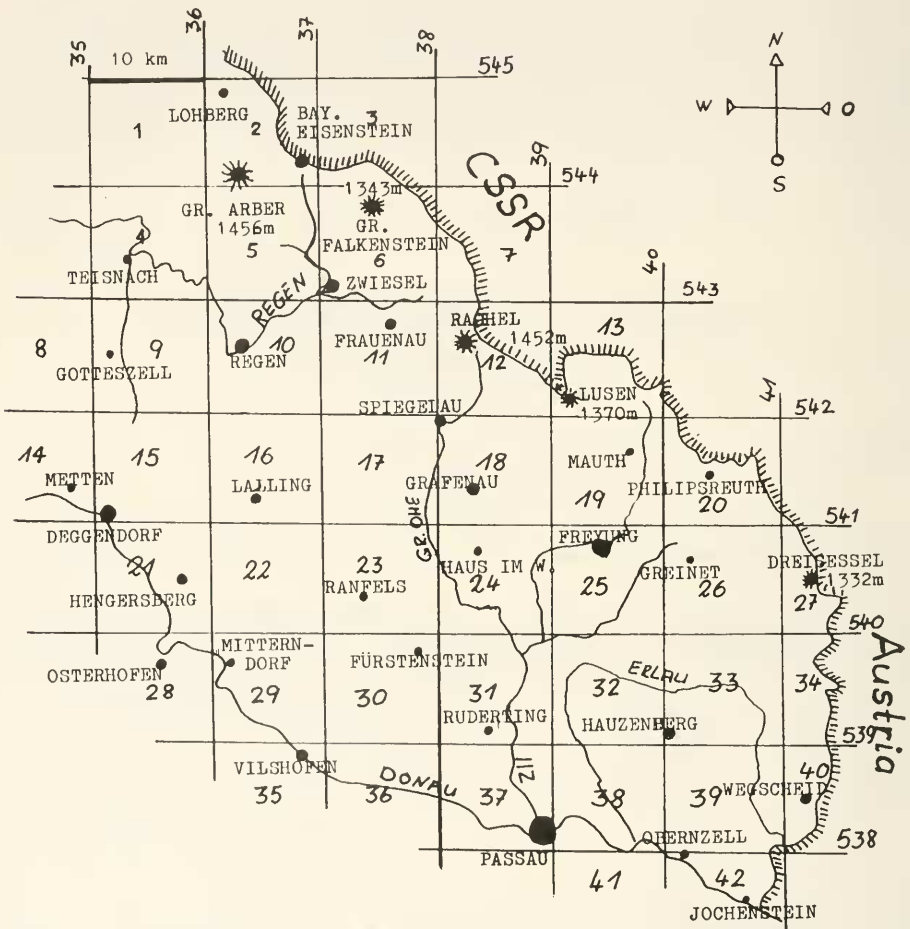 35
36
37
38
39
40
41
10 km
545
544
543
542
541
540
539
538
N
W
O
S
LOHBERG
1
2
BAY.
EISENSTEIN
3
CSSR
GR. ARBER
1456m
1343m
GR.
FALKENSTEIN
4
5
6
7
TEISNACH
ZWIESEL
REGEN
RACHEL
1452m
13
8
9
10
FRAUENAU
11
12
GOTTESZELL
REGEN
LUSEN
1370m
SPIEGELAU
14
15
16
17
18
MAUTH
19
PHILIPSREUTH
20
METTEN
LALLING
GRAFENAU
GR. OHE
DEGGENDORF
FREYUNG
21
22
23
HAUS IM W.
24
25
GREINET
26
DREISESSEL
1332m
27
HENGERSBERG
RANFELS
Austria
OSTERHOFEN
MITTERN-
DORF
FÜRSTENSTEIN
ERLAU
28
29
30
31
32
33
34
RUDERTING
HAUZENBERG
VILSHOFEN
DONAU
ILZ
35
36
37
38
39
WEGSCHEID
40
PASSAU
OBERNZELL
41
42
JOCHENSTEIN